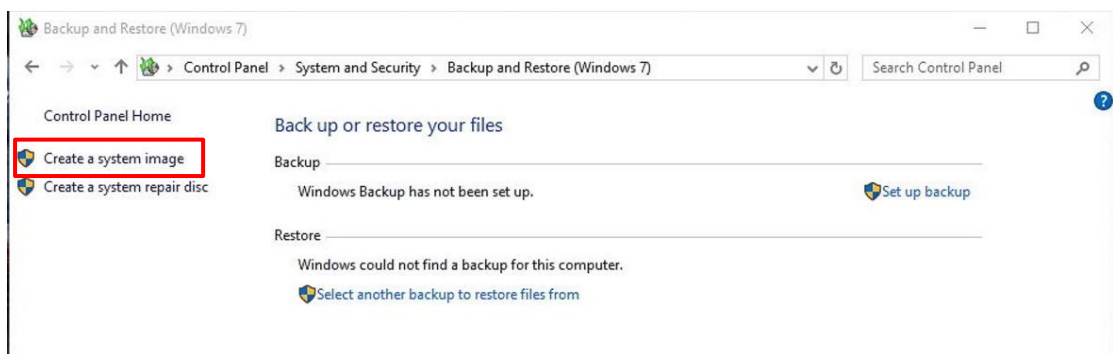 Backup and Restore (Windows 7)
Control Panel > System and Security > Backup and Restore (Windows 7)
Search Control Panel
?
Control Panel Home
Create a system image
Create a system repair disc
Back up or restore your files
Backup
Windows Backup has not been set up.
Set up backup
Restore
Windows could not find a backup for this computer.
Select another backup to restore files from